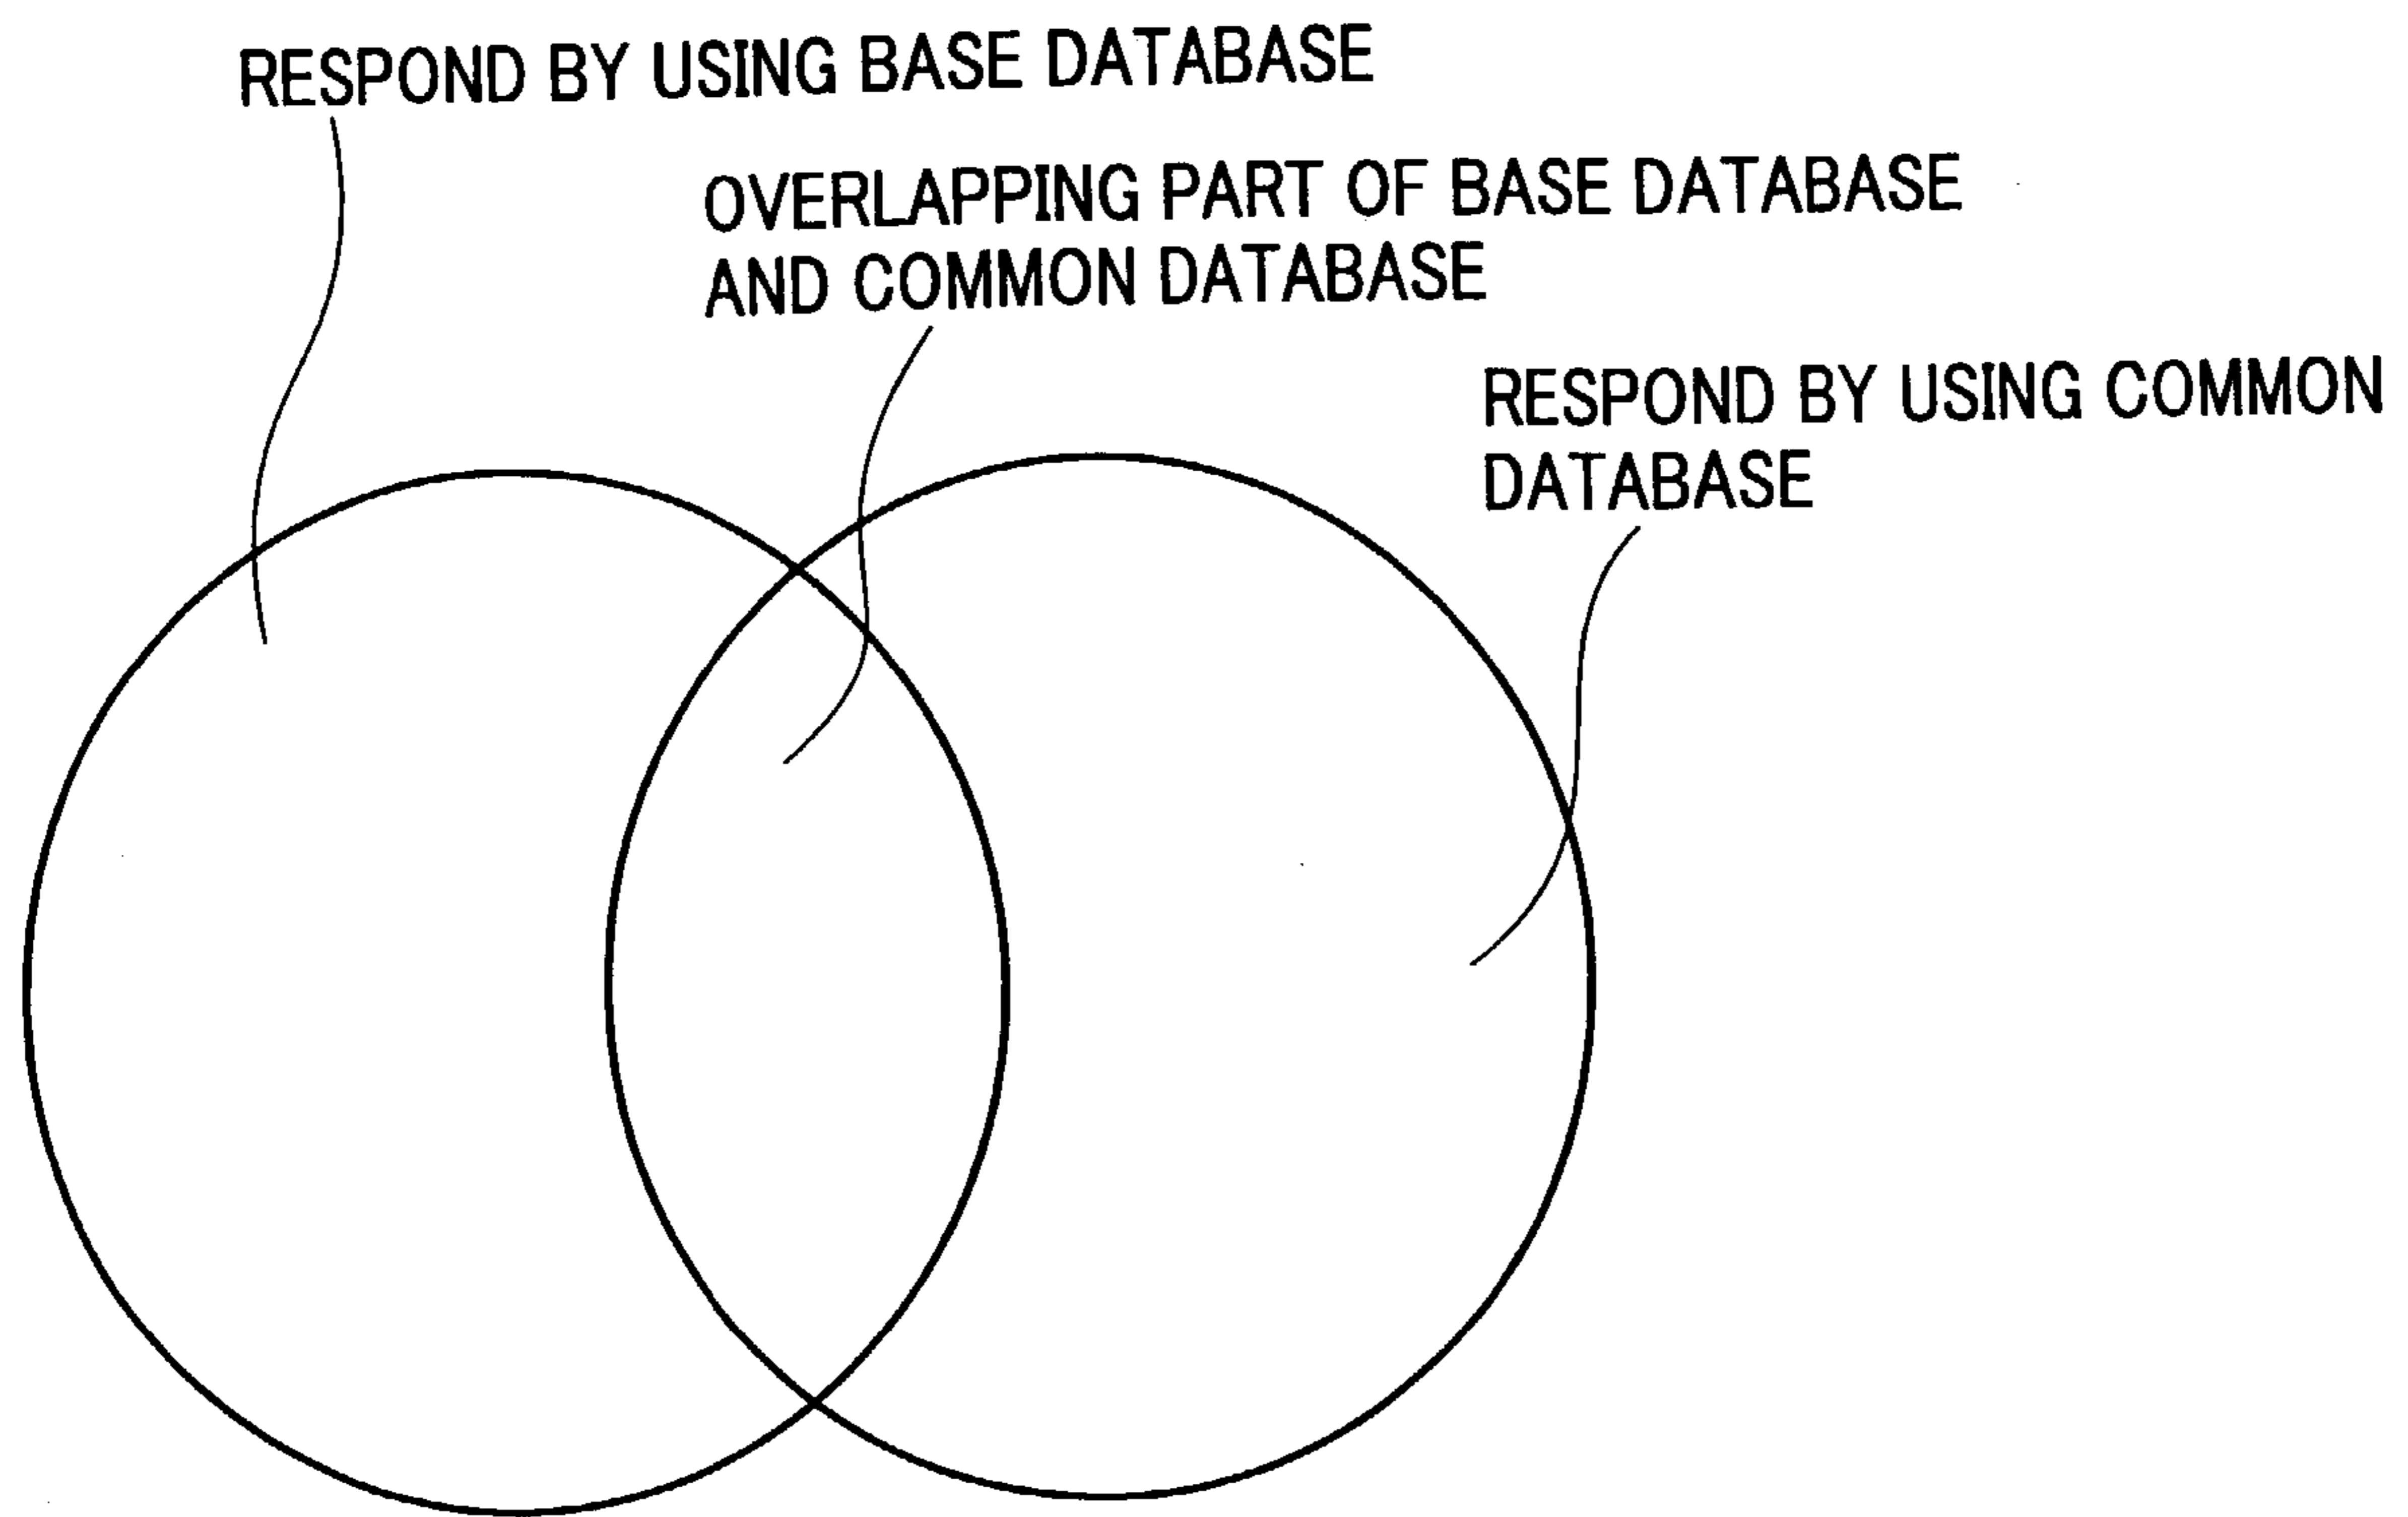 RESPOND BY USING BASE DATABASE
OVERLAPPING PART OF BASE DATABASE
AND COMMON DATABASE
RESPOND BY USING COMMON
DATABASE